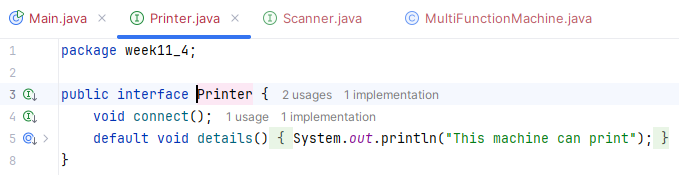 Main.java Printer.java Scanner.java MultiFunctionMachine.java
1 package week11_4;
2
3 public interface Printer { 2 usages 1 implementation
4 void connect(); 1 usage 1 implementation
5 default void details() { System.out.println("This machine can print"); }
8 }